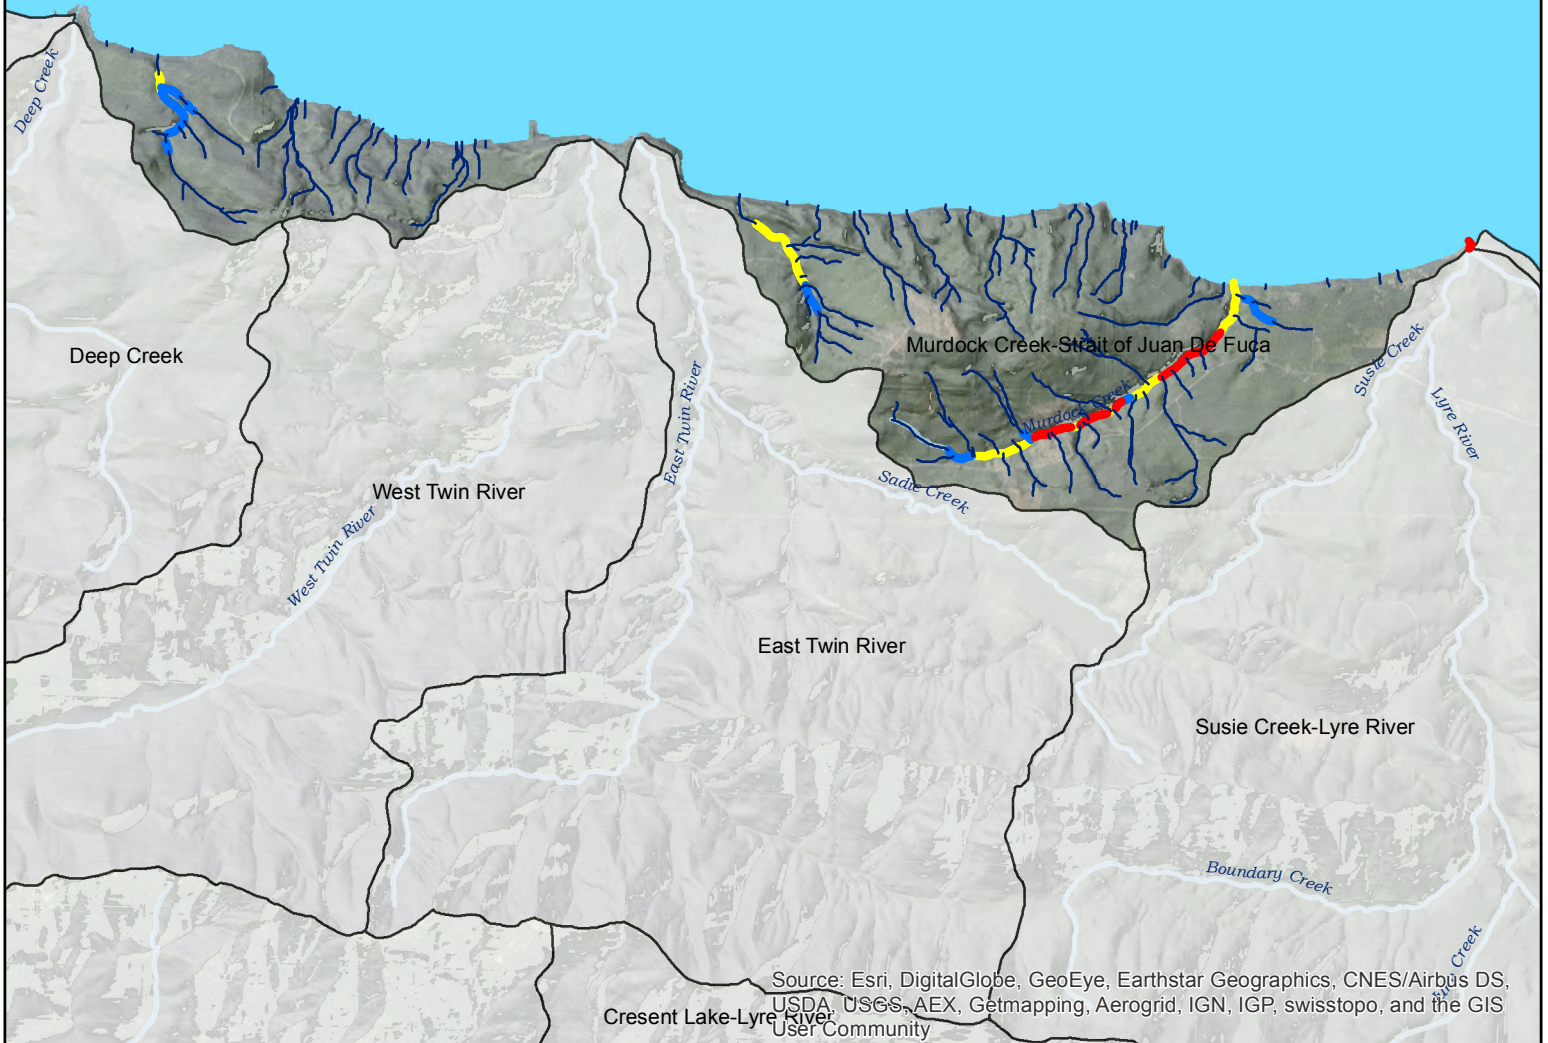 Deep Creek
Murdock Creek-Strait of Juan De Fuca
Deep Creek
Susie Creek
East Twin River
Lyre River
Murdock Creek
West Twin River
Sadie Creek
West Twin River
East Twin River
Susie Creek-Lyre River
Boundary Creek
Creek
Source: Esri, DigitalGlobe, GeoEye, Earthstar Geographics, CNES/Airbus DS,
USDA, USGS, AEX, Getmapping, Aerogrid, IGN, IGP, swisstopo, and the GIS
User Community
Cresent Lake-Lyre River